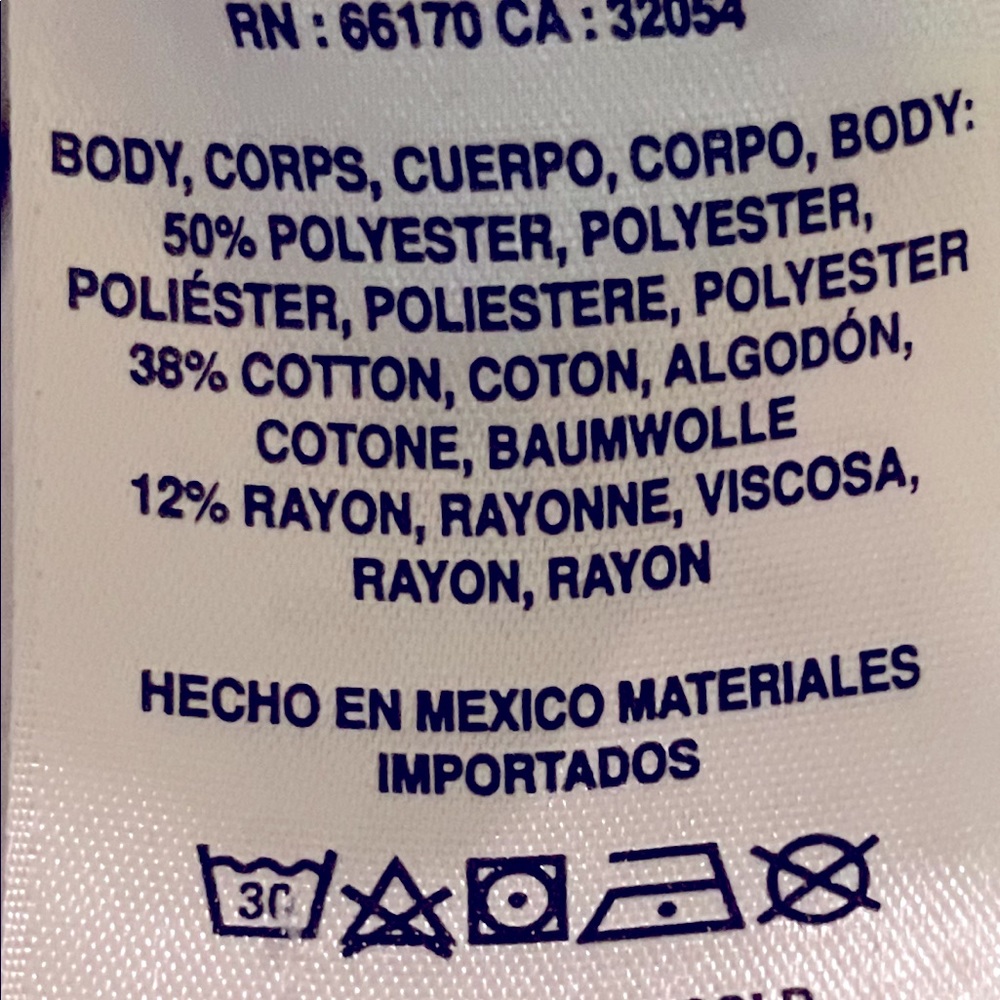 RN : 66170 CA : 32054
BODY, CORPS, CUERPO, CORPO, BODY:
50% POLYESTER, POLYESTER,
POLIÉSTER, POLIESTERE, POLYESTER
38% COTTON, COTON, ALGODÓN,
COTONE, BAUMWOLLE
12% RAYON, RAYONNE, VISCOSA,
RAYON, RAYON
HECHO EN MEXICO MATERIALES
IMPORTADOS
30